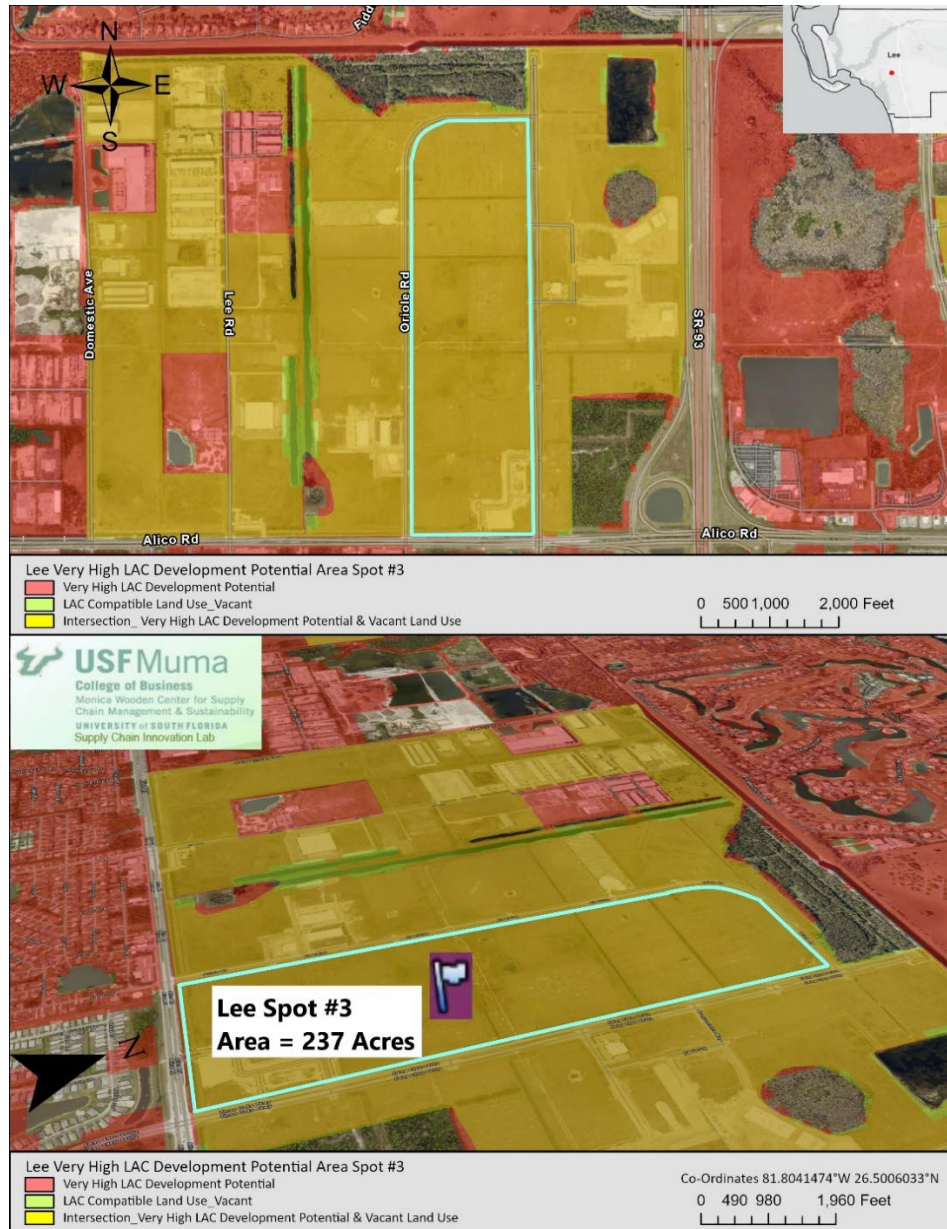 Fidd
N
W E
S
Lee
Domestic Ave
Lee Rd
Oriole Rd
SR-93
Alico Rd
Alico Rd
Lee Very High LAC Development Potential Area Spot #3
Very High LAC Development Potential
LAC Compatible Land Use_Vacant
Intersection_ Very High LAC Development Potential & Vacant Land Use
0 500 1,000 2,000 Feet
USF Muma
College of Business
Monica Wooden Center for Supply
Chain Management & Sustainability
UNIVERSITY of SOUTH FLORIDA
Supply Chain Innovation Lab
Lee Spot #3
Area = 237 Acres
N
Lee Very High LAC Development Potential Area Spot #3
Very High LAC Development Potential
LAC Compatible Land Use_Vacant
Intersection_Very High LAC Development Potential & Vacant Land Use
Co-Ordinates 81.8041474°W 26.5006033°N
0 490 980 1,960 Feet